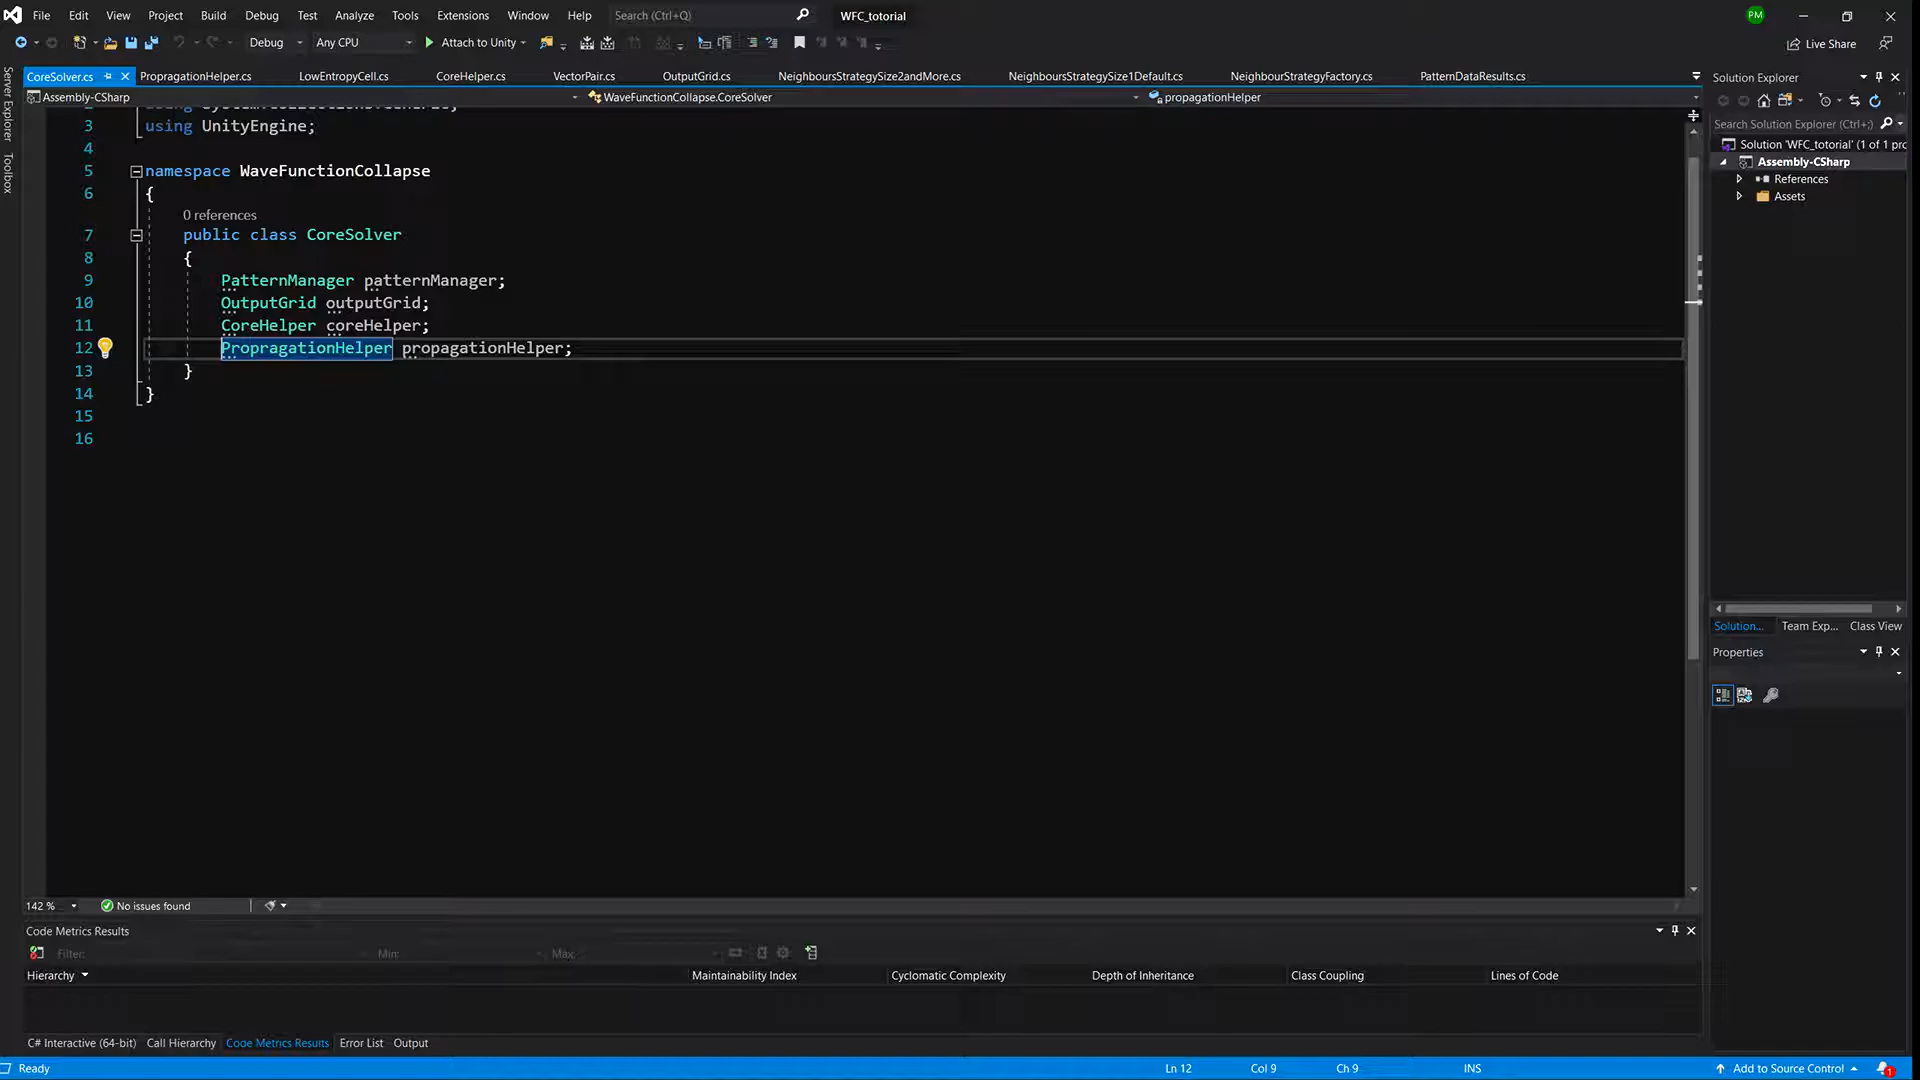 File Edit View Project Build Debug Test Analyze Tools Extensions Window Help Search (Ctrl+Q) WFC_totorial PM
Debug Any CPU Attach to Unity Live Share
CoreSolver.cs PropragationHelper.cs LowEntropyCell.cs CoreHelper.cs VectorPair.cs OutputGrid.cs NeighboursStrategySize2andMore.cs NeighboursStrategySize1Default.cs NeighbourStrategyFactory.cs PatternDataResults.cs
Assembly-CSharp WaveFunctionCollapse.CoreSolver propagationHelper
Server Explorer
Toolbox
3 using UnityEngine;
4
5 namespace WaveFunctionCollapse
6 {
0 references
7 public class CoreSolver
8 {
9 PatternManager patternManager;
10 OutputGrid outputGrid;
11 CoreHelper coreHelper;
12 PropragationHelper propagationHelper;
13 }
14 }
15
16
Solution Explorer
Search Solution Explorer (Ctrl+;)
Solution 'WFC_totorial' (1 of 1 pro
Assembly-CSharp
References
Assets
Solution... Team Exp... Class View
Properties
142 % No issues found
Code Metrics Results
Filter: Min: Max:
Hierarchy Maintainability Index Cyclomatic Complexity Depth of Inheritance Class Coupling Lines of Code
C# Interactive (64-bit) Call Hierarchy Code Metrics Results Error List Output
Ready Ln 12 Col 9 Ch 9 INS Add to Source Control 1